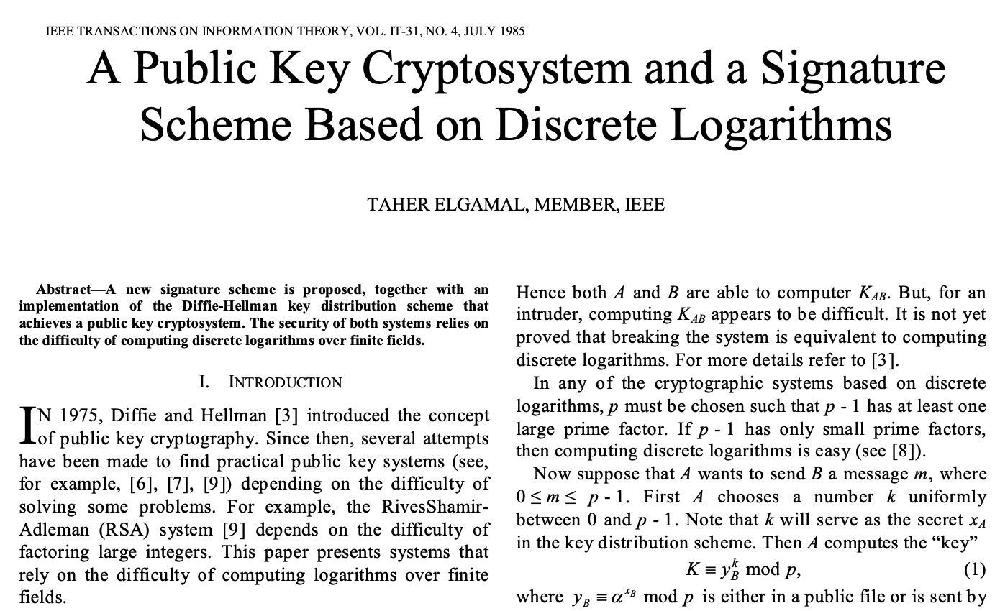 IEEE TRANSACTIONS ON INFORMATION THEORY, VOL. IT-31, NO. 4, JULY 1985
A Public Key Cryptosystem and a Signature
Scheme Based on Discrete Logarithms
TAHER ELGAMAL, MEMBER, IEEE
Abstract—A new signature scheme is proposed, together with an
implementation of the Diffie-Hellman key distribution scheme that
achieves a public key cryptosystem. The security of both systems relies on
the difficulty of computing discrete logarithms over finite fields.
I. INTRODUCTION
IN 1975, Diffie and Hellman [3] introduced the concept
of public key cryptography. Since then, several attempts
have been made to find practical public key systems (see,
for example, [6], [7], [9]) depending on the difficulty of
solving some problems. For example, the RivesShamir-
Adleman (RSA) system [9] depends on the difficulty of
factoring large integers. This paper presents systems that
rely on the difficulty of computing logarithms over finite
fields.
Hence both A and B are able to computer K_AB. But, for an
intruder, computing K_AB appears to be difficult. It is not yet
proved that breaking the system is equivalent to computing
discrete logarithms. For more details refer to [3].
In any of the cryptographic systems based on discrete
logarithms, p must be chosen such that p - 1 has at least one
large prime factor. If p - 1 has only small prime factors,
then computing discrete logarithms is easy (see [8]).
Now suppose that A wants to send B a message m, where
0 ≤ m ≤ p - 1. First A chooses a number k uniformly
between 0 and p - 1. Note that k will serve as the secret x_A
in the key distribution scheme. Then A computes the “key”
K ≡ y_B^k mod p, (1)
where y_B ≡ α^{x_B} mod p is either in a public file or is sent by